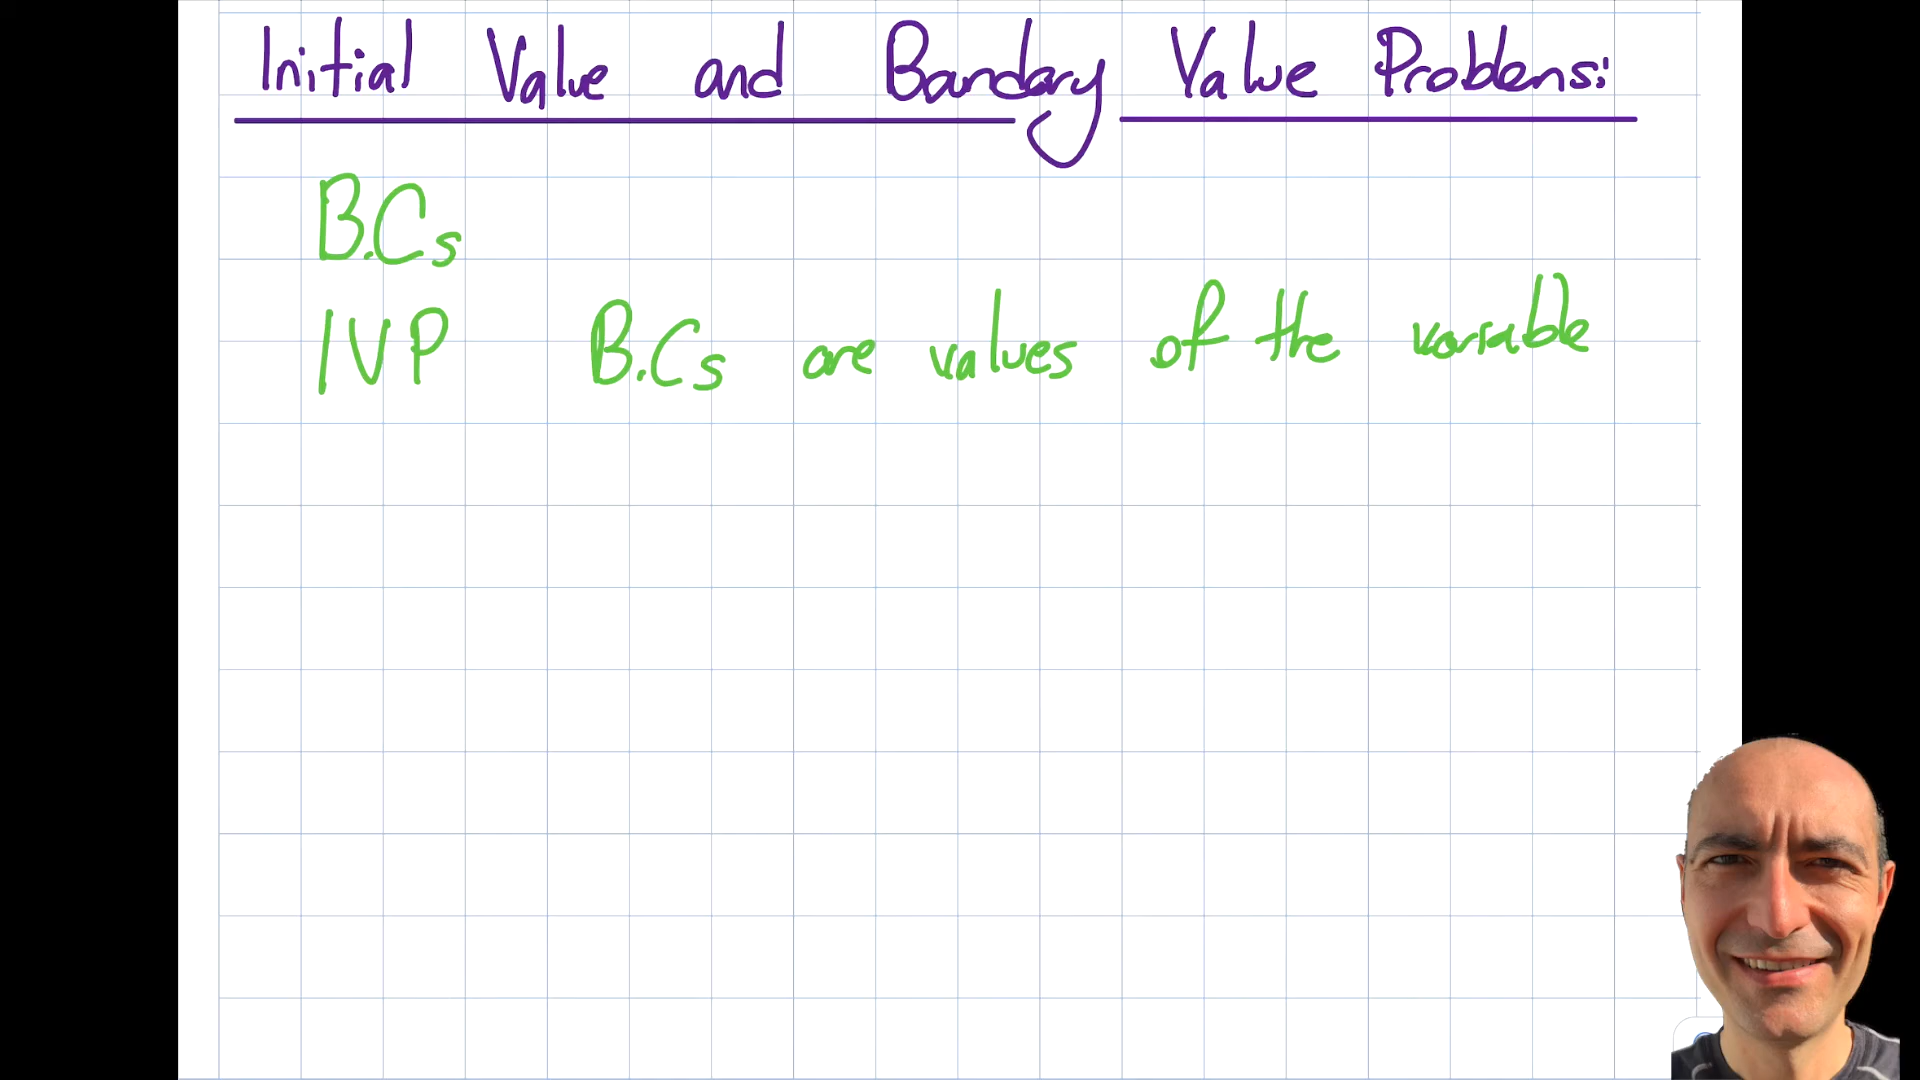 Initial Value and Boundary Value Problems:
B.Cs
IVP B.Cs are values of the variable